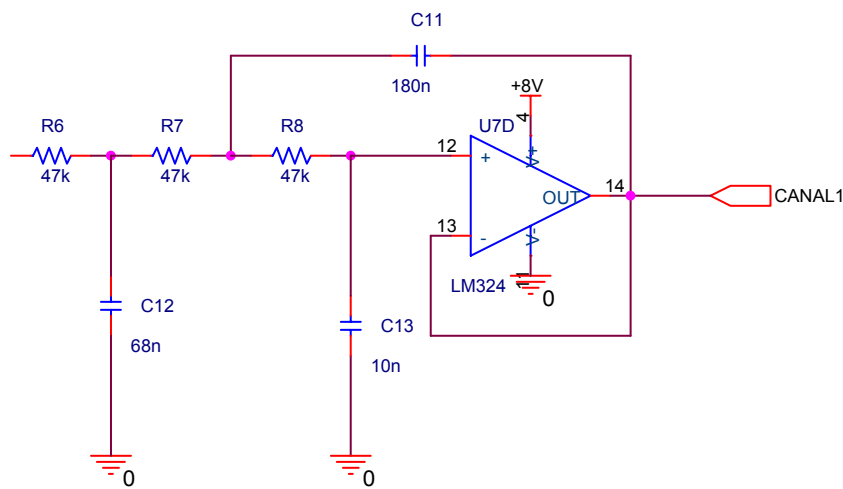 C11
180n
+8V
4
U7D
R6
R7
R8
47k
47k
47k
12
+
V+
OUT
14
CANAL1
13
-
V-
LM324
11
0
C12
68n
C13
10n
0
0